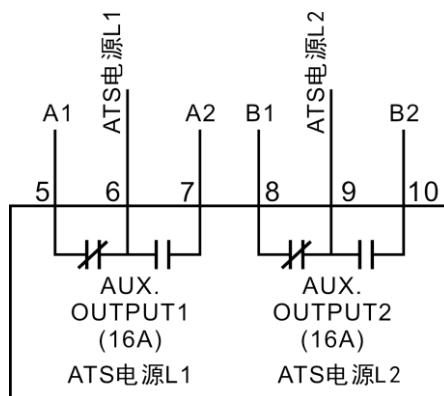 ATS电源L1
ATS电源L2
A1
A2
B1
B2
5
6
7
8
9
10
AUX.
OUTPUT1
(16A)
ATS电源L1
AUX.
OUTPUT2
(16A)
ATS电源L2